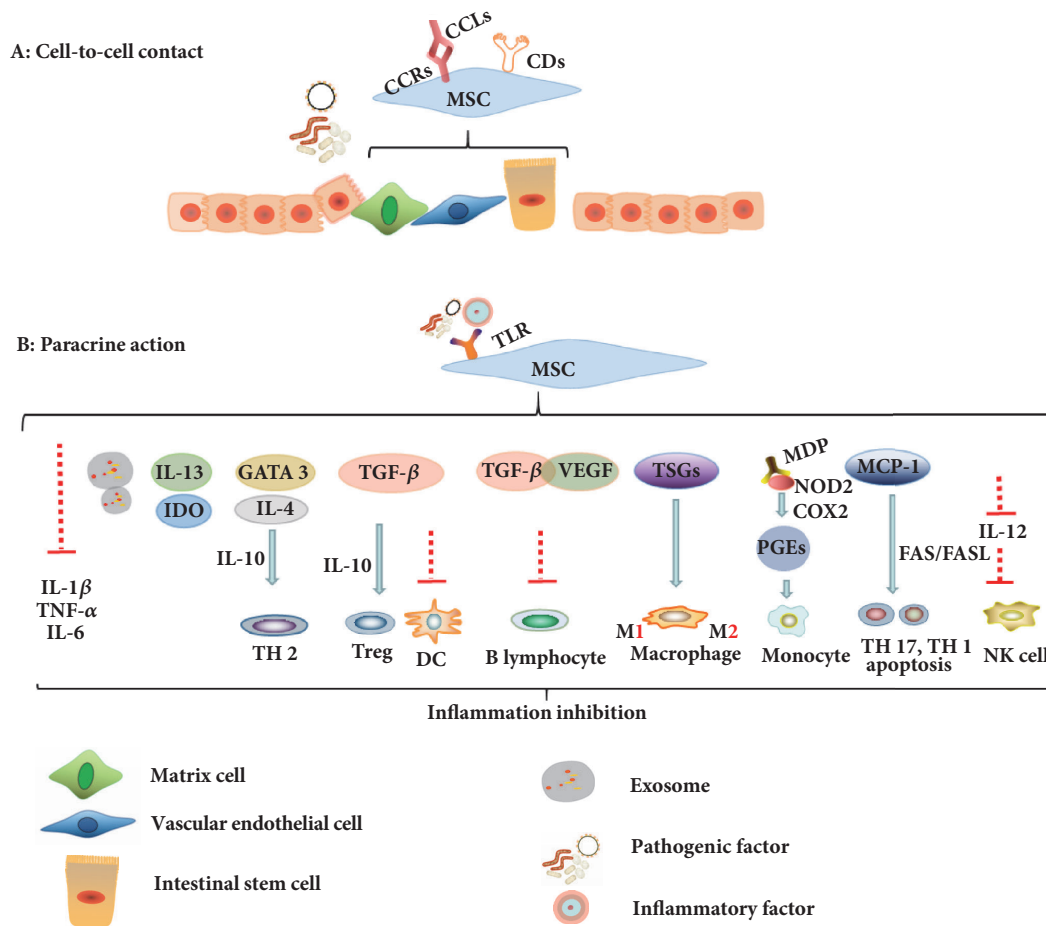 A: Cell-to-cell contact
CCLs
CCRs
CDs
MSC
B: Paracrine action
TLR
MSC
IL-13
IDO
GATA 3
IL-4
TGF-β
TGF-β VEGF
TSGs
MDP
NOD2
COX2
PGEs
MCP-1
IL-12
IL-10
IL-10
FAS/FASL
IL-1β
TNF-α
IL-6
TH 2
Treg
DC
B lymphocyte
M1 M2
Macrophage
Monocyte
TH 17, TH 1
apoptosis
NK cell
Inflammation inhibition
Matrix cell
Vascular endothelial cell
Intestinal stem cell
Exosome
Pathogenic factor
Inflammatory factor